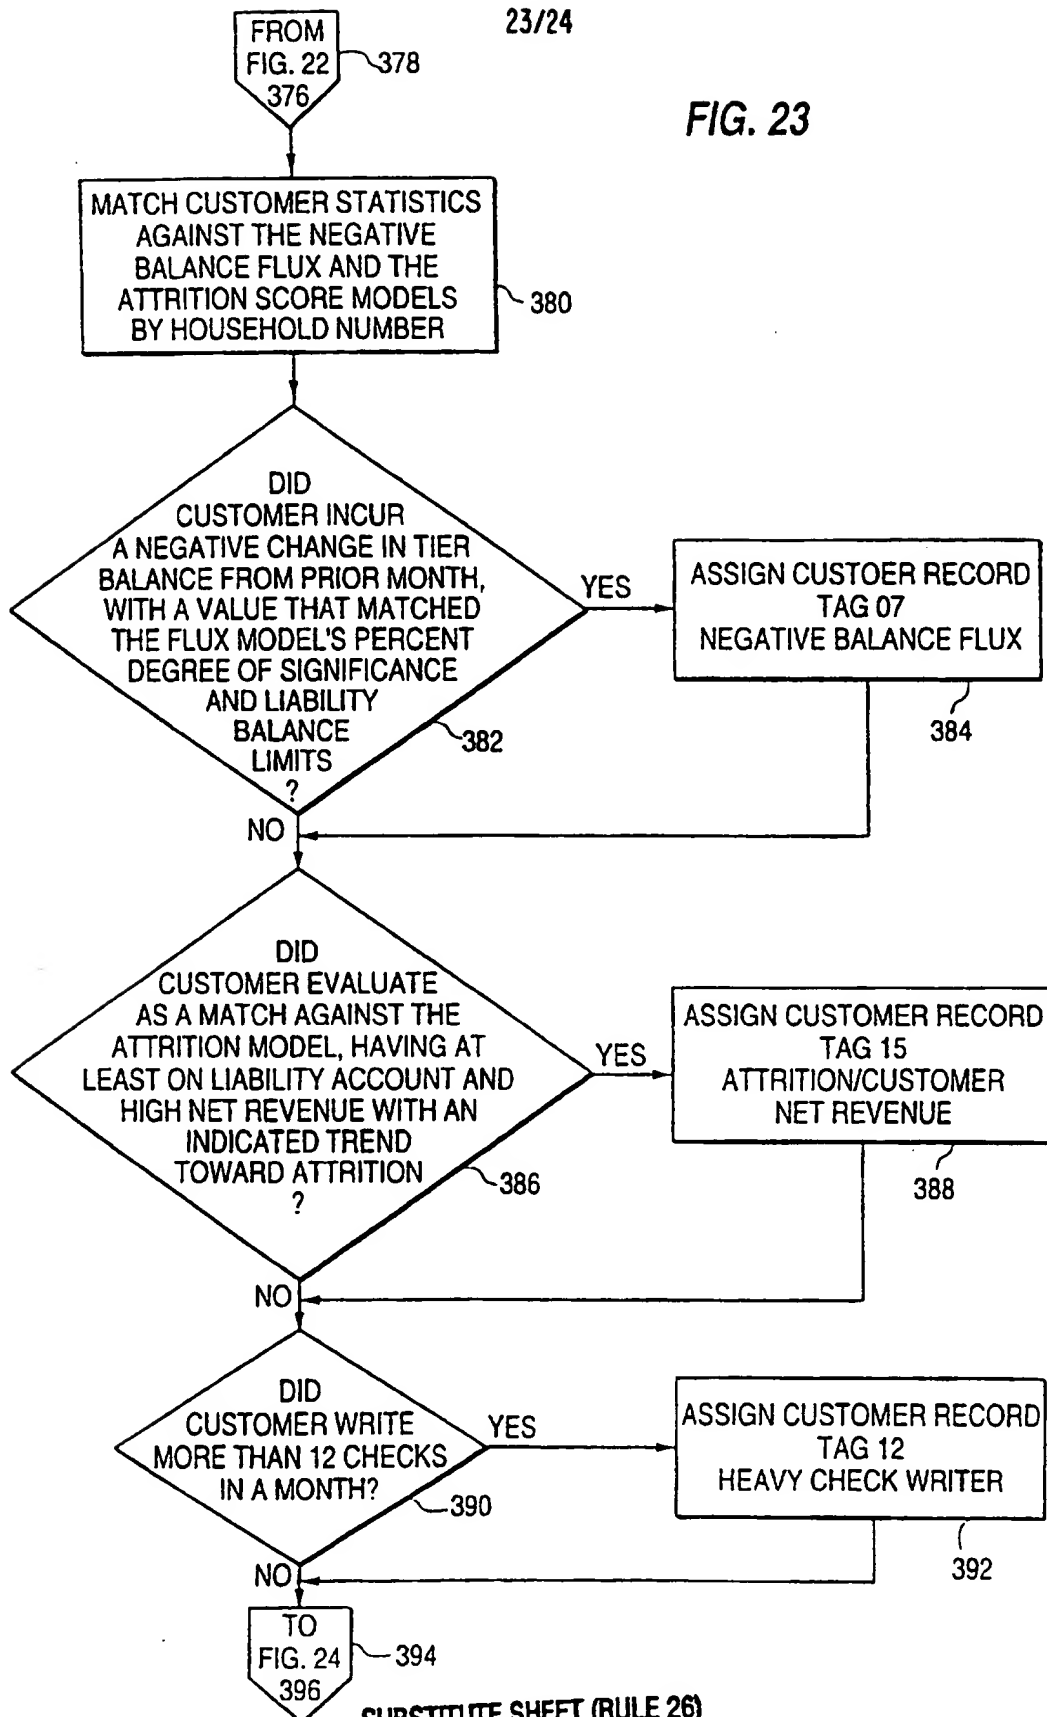 23/24
FROM
FIG. 22
376
378
FIG. 23
MATCH CUSTOMER STATISTICS
AGAINST THE NEGATIVE
BALANCE FLUX AND THE
ATTRITION SCORE MODELS
BY HOUSEHOLD NUMBER
380
DID
CUSTOMER INCUR
A NEGATIVE CHANGE IN TIER
BALANCE FROM PRIOR MONTH,
WITH A VALUE THAT MATCHED
THE FLUX MODEL'S PERCENT
DEGREE OF SIGNIFICANCE
AND LIABILITY
BALANCE
LIMITS
?
382
YES
ASSIGN CUSTOER RECORD
TAG 07
NEGATIVE BALANCE FLUX
384
NO
DID
CUSTOMER EVALUATE
AS A MATCH AGAINST THE
ATTRITION MODEL, HAVING AT
LEAST ON LIABILITY ACCOUNT AND
HIGH NET REVENUE WITH AN
INDICATED TREND
TOWARD ATTRITION
?
386
YES
ASSIGN CUSTOMER RECORD
TAG 15
ATTRITION/CUSTOMER
NET REVENUE
388
NO
DID
CUSTOMER WRITE
MORE THAN 12 CHECKS
IN A MONTH?
390
YES
ASSIGN CUSTOMER RECORD
TAG 12
HEAVY CHECK WRITER
392
NO
TO
FIG. 24
396
394
SUBSTITUTE SHEET (RULE 26)